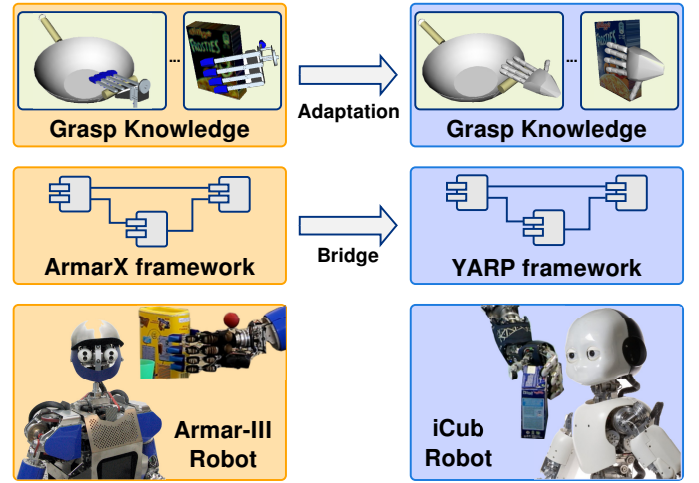 ...
...
Adaptation
Grasp Knowledge
Grasp Knowledge
Bridge
ArmarX framework
YARP framework
Armar-III
Robot
iCub
Robot